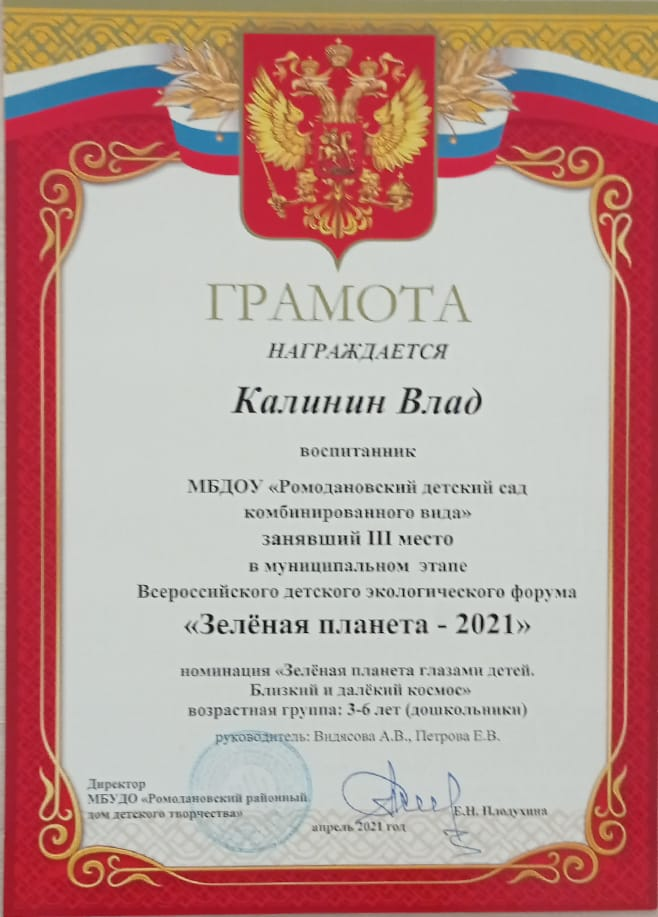 ГРАМОТА
НАГРАЖДАЕТСЯ
Калинин Влад
воспитанник
МБДОУ «Ромодановский детский сад
комбинированного вида»
занявший III место
в муниципальном этапе
Всероссийского детского экологического форума
«Зелёная планета - 2021»
номинация «Зелёная планета глазами детей.
Близкий и далёкий космос»
возрастная группа: 3-6 лет (дошкольники)
руководитель: Видясова А.В., Петрова Е.В.
Директор
МБУДО «Ромодановский районный
дом детского творчества»
Е.Н. Плодухина
апрель 2021 год